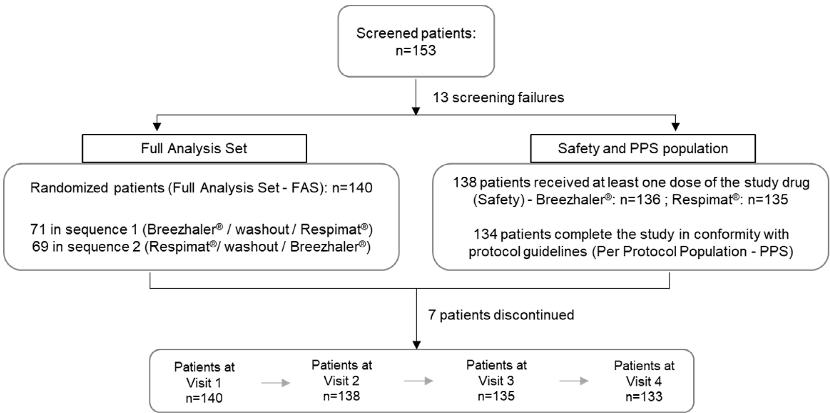 Screened patients:
n=153
13 screening failures
Full Analysis Set
Randomized patients (Full Analysis Set - FAS): n=140
71 in sequence 1 (Breezhaler® / washout / Respimat®)
69 in sequence 2 (Respimat®/ washout / Breezhaler®)
Safety and PPS population
138 patients received at least one dose of the study drug
(Safety) - Breezhaler®: n=136 ; Respimat®: n=135
134 patients complete the study in conformity with
protocol guidelines (Per Protocol Population - PPS)
7 patients discontinued
Patients at
Visit 1
n=140
Patients at
Visit 2
n=138
Patients at
Visit 3
n=135
Patients at
Visit 4
n=133